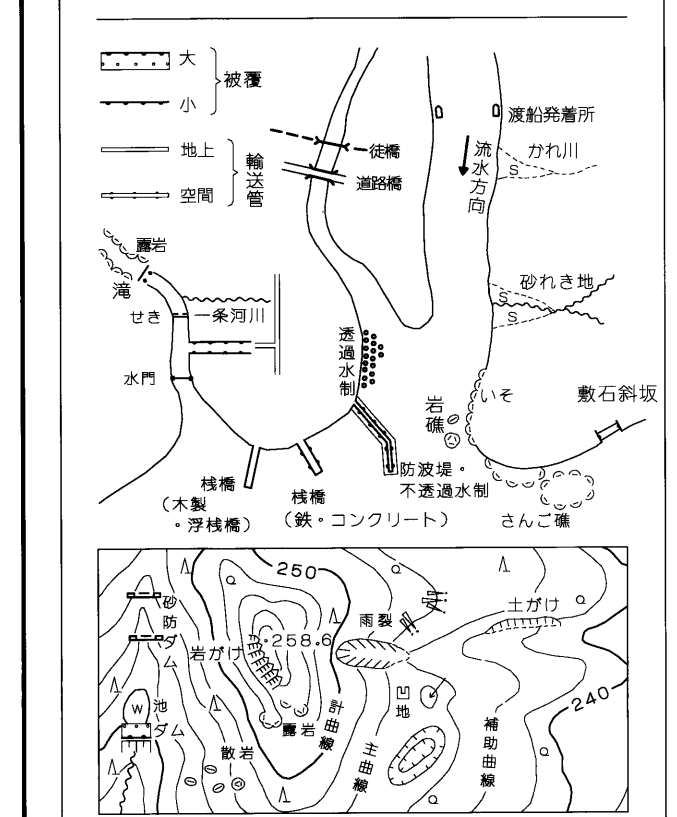 大
小
被覆
地上
空間
輸送管
徒橋
道路橋
渡船発着所
流水方向
かれ川
S
露岩
滝
せき
一条河川
水門
透過水制
砂れき地
S
S
いそ
岩礁
敷石斜坂
桟橋
(木製
・浮桟橋)
桟橋
(鉄・コンクリート)
防波堤・
不透過水制
さんご礁
250
Q
Q
砂防ダム
岩がけ
・258.6
雨裂
土がけ
Q
凹地
240
W
池
ダム
露岩
散岩
計曲線
主曲線
補助曲線
Q
Q